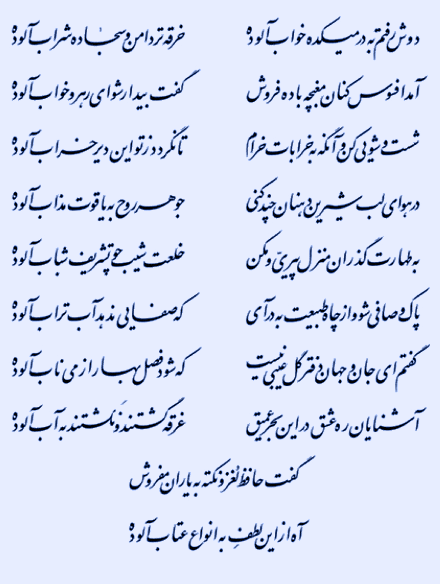 دوش رفتم به در میکده خواب آلوده خرقه تر دامن و سجاده شراب آلوده
آمد افسوس کنان مغبچه باده فروش گفت بیدار شو ای رهرو خواب آلوده
شست و شویی کن و آنگه به خرابات خرام تا نگردد ز تو این دیر خراب آلوده
در هوای لب شیرین دهنان چند کنی جوهر روح به یاقوت مذاب آلوده
به طهارت گذران منزل پیری و مکن خلعت شیب چو تشریف شباب آلوده
پاک و صافی شو و از چاه طبیعت به درآی که صفایی ندهد آب تراب آلوده
گفتم ای جان و جهان دفتر گل عیبی نیست که شود فصل بهار از می ناب آلوده
آشنایان ره عشق در این بحر عمیق غرقه گشتند و نگشتند به آب آلوده
گفت حافظ لغز و نکته به یاران مفروش
آه از این لطف به انواع عتاب آلوده